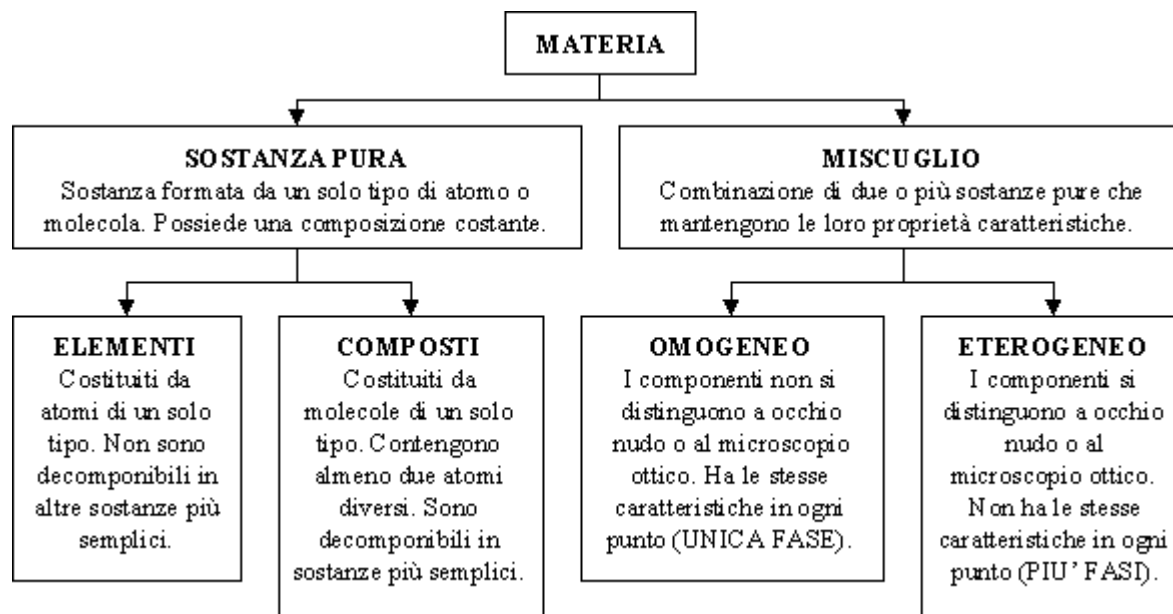 MATERIA
SOSTANZA PURA
Sostanza formata da un solo tipo di atomo o
molecola. Possiede una composizione costante.
MISCUGLIO
Combinazione di due o più sostanze pure che
mantengono le loro proprietà caratteristiche.
ELEMENTI
Costituiti da
atomi di un solo
tipo. Non sono
decomponibili in
altre sostanze più
semplici.
COMPOSTI
Costituiti da
molecole di un solo
tipo. Contengono
almeno due atomi
diversi. Sono
decomponibili in
sostanze più semplici.
OMOGENEO
I componenti non si
distinguono a occhio
nudo o al microscopio
ottico. Ha le stesse
caratteristiche in ogni
punto (UNICA FASE).
ETEROGENEO
I componenti si
distinguono a occhio
nudo o al
microscopio ottico.
Non ha le stesse
caratteristiche in ogni
punto (PIU' FASI).